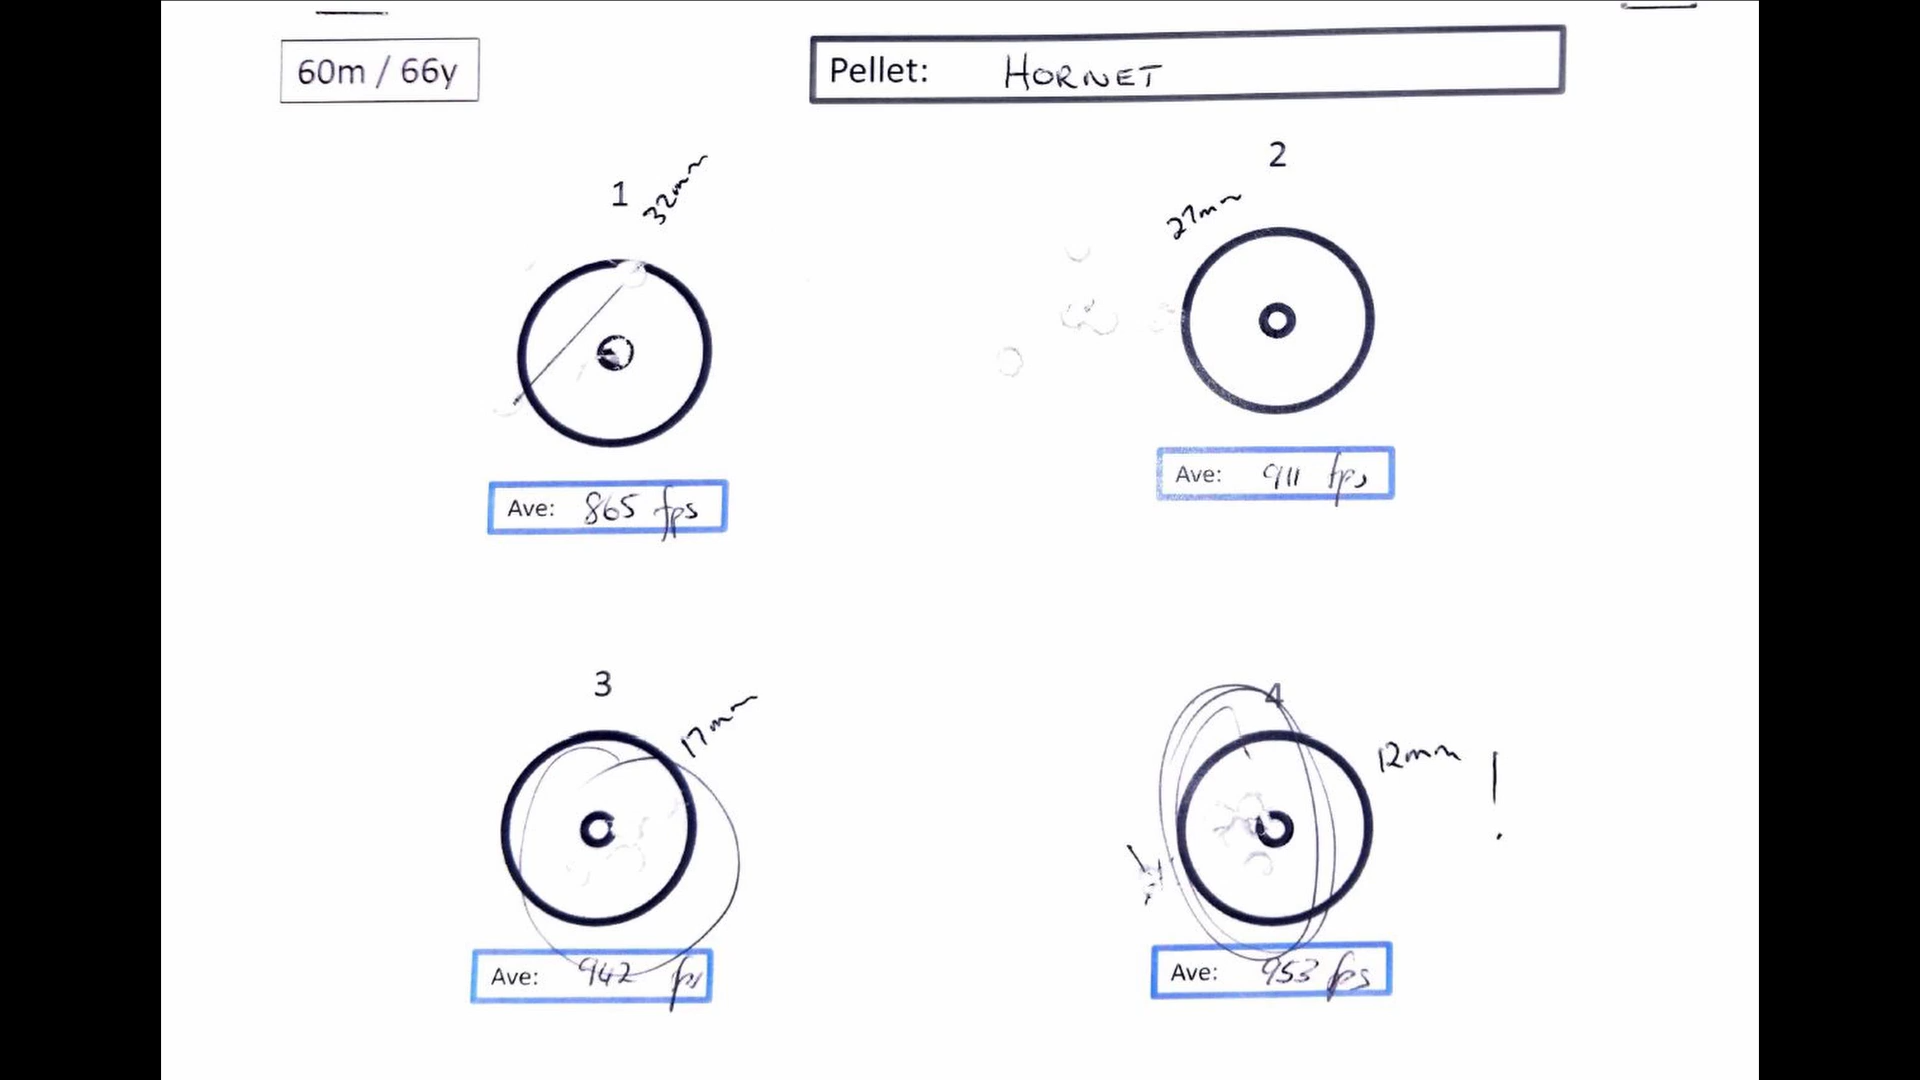 60m / 66y
Pellet: HORNET
1
32mm
2
27mm
Ave: 865 fps
Ave: 911 fps
3
17mm
4
12mm !
Ave: 942 fps
Ave: 953 fps